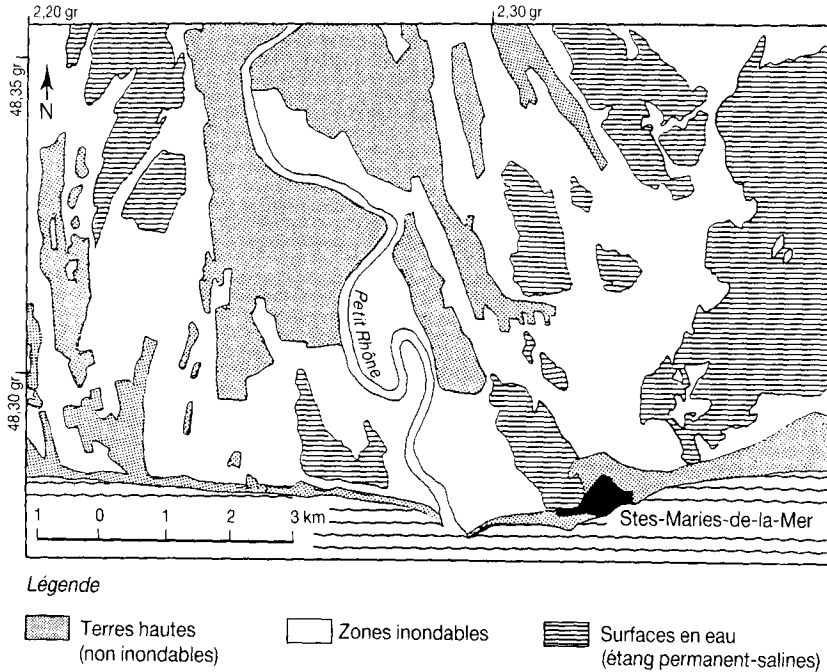 2,20 gr
2,30 gr
48,35 gr
N
Petit Rhône
48,30 gr
1 0 1 2 3 km
Stes-Maries-de-la-Mer
Légende
Terres hautes
(non inondables)
Zones inondables
Surfaces en eau
(étang permanent-salines)